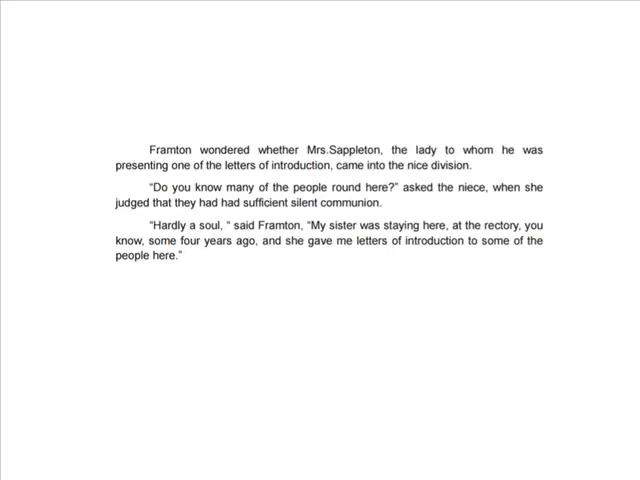 Framton wondered whether Mrs.Sappleton, the lady to whom he was
presenting one of the letters of introduction, came into the nice division.
“Do you know many of the people round here?” asked the niece, when she
judged that they had had sufficient silent communion.
“Hardly a soul, “ said Framton, “My sister was staying here, at the rectory, you
know, some four years ago, and she gave me letters of introduction to some of the
people here.”